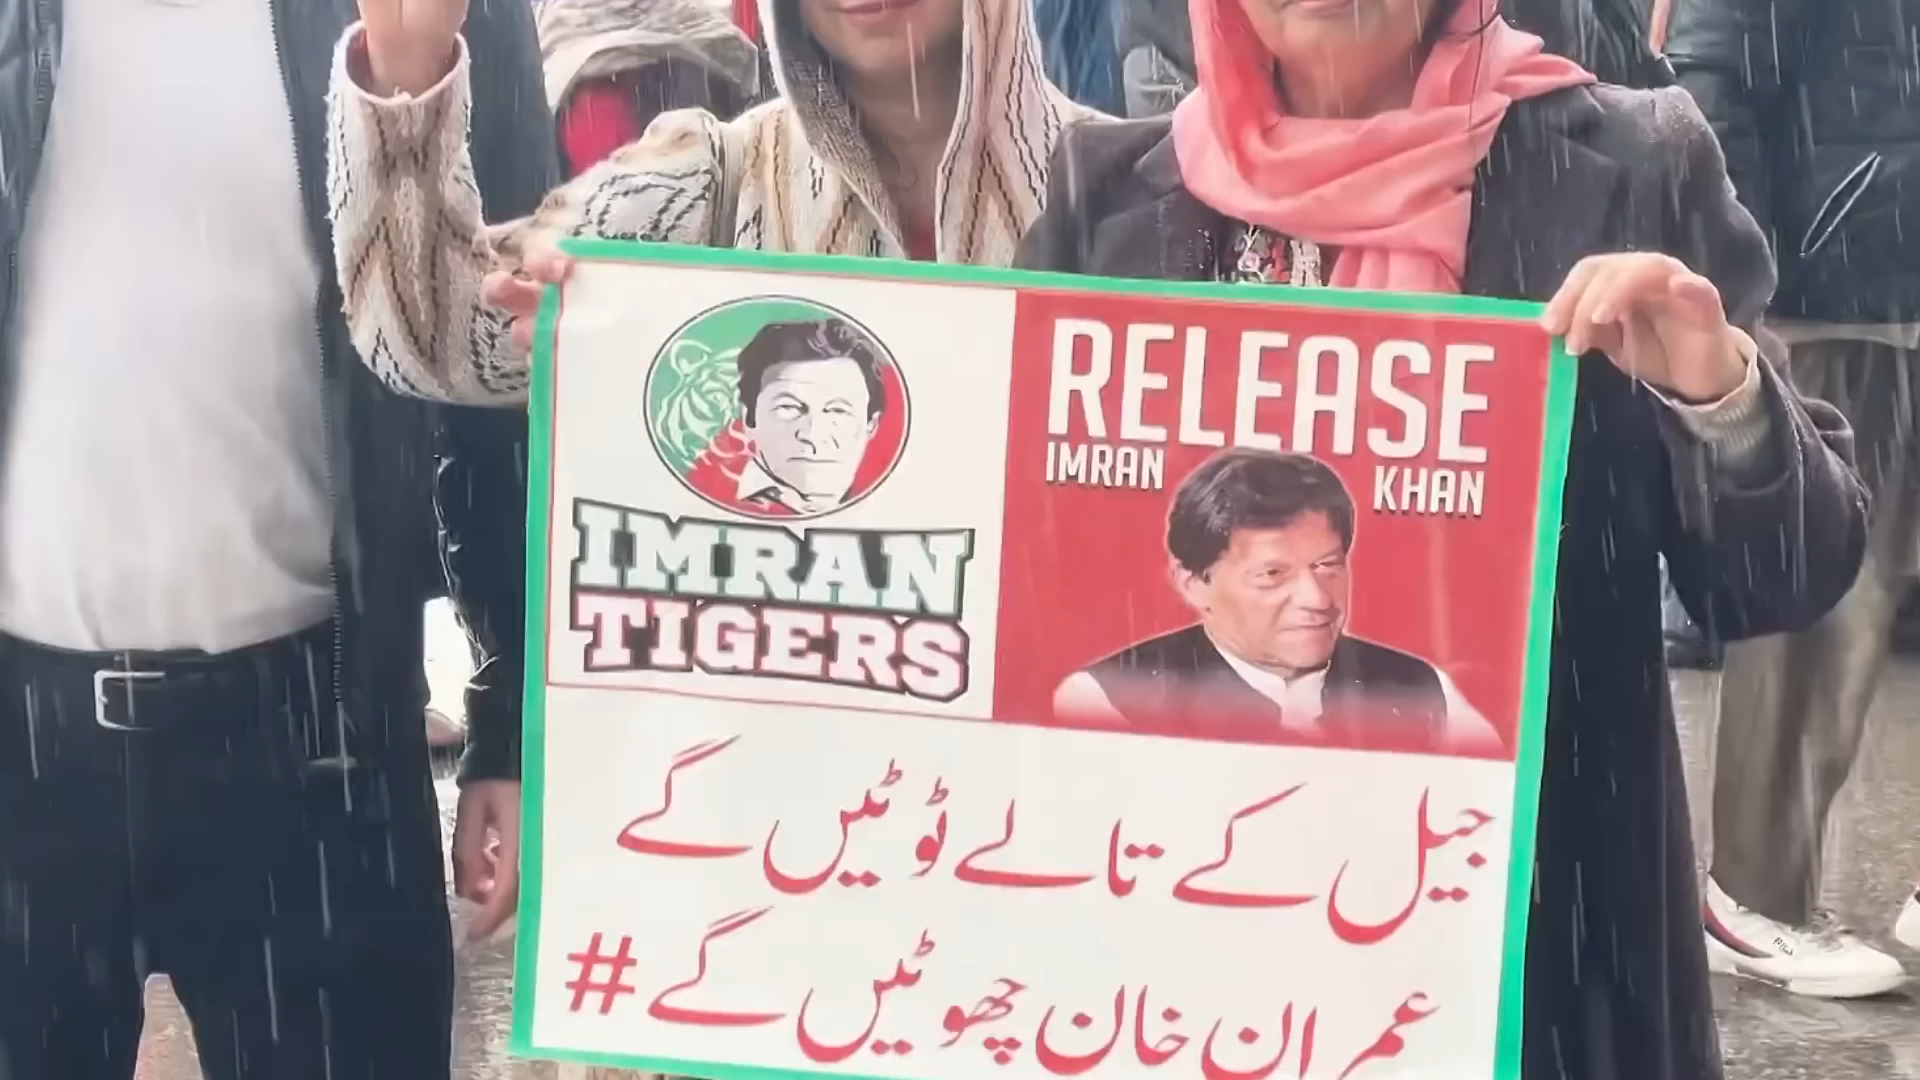 IMRAN
TIGERS
RELEASE
IMRAN KHAN
جیل کے تالے ٹوٹیں گے
عمران خان چھوٹیں گے#